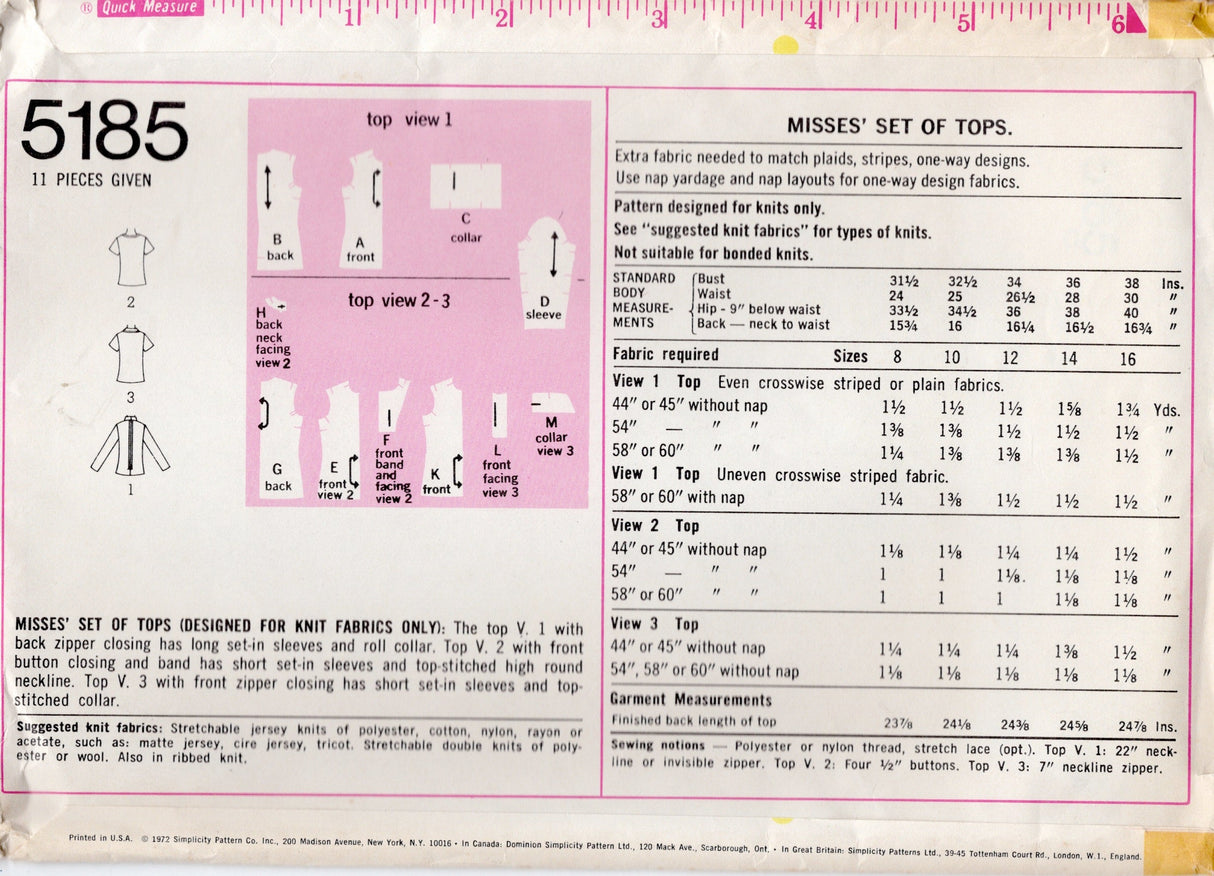 ® Quick Measure
1 2 3 4 5 6
5185
11 PIECES GIVEN
2
3
1
top view 1
B
back
A
front
C
collar
D
sleeve
top view 2-3
H
back
neck
facing
view 2
G
back
E
front
view 2
F
front
band
and
facing
view 2
K
front
L
front
facing
view 3
M
collar
view 3
MISSES' SET OF TOPS (DESIGNED FOR KNIT FABRICS ONLY): The top V. 1 with
back zipper closing has long set-in sleeves and roll collar. Top V. 2 with front
button closing and band has short set-in sleeves and top-stitched high round
neckline. Top V. 3 with front zipper closing has short set-in sleeves and top-
stitched collar.
Suggested knit fabrics: Stretchable jersey knits of polyester, cotton, nylon, rayon or
acetate, such as: matte jersey, cire jersey, tricot. Stretchable double knits of poly-
ester or wool. Also in ribbed knit.
MISSES' SET OF TOPS.
Extra fabric needed to match plaids, stripes, one-way designs.
Use nap yardage and nap layouts for one-way design fabrics.
Pattern designed for knits only.
See "suggested knit fabrics" for types of knits.
Not suitable for bonded knits.
STANDARD Bust 31½ 32½ 34 36 38 Ins.
BODY Waist 24 25 26½ 28 30 "
MEASURE- Hip - 9" below waist 33½ 34½ 36 38 40 "
MENTS Back — neck to waist 15¾ 16 16¼ 16½ 16¾ "
Fabric required Sizes 8 10 12 14 16
View 1 Top Even crosswise striped or plain fabrics.
44" or 45" without nap 1½ 1½ 1½ 1⅝ 1¾ Yds.
54" — " " 1⅜ 1⅜ 1½ 1½ 1½ "
58" or 60" " " 1¼ 1⅜ 1⅜ 1⅜ 1½ "
View 1 Top Uneven crosswise striped fabric.
58" or 60" with nap 1¼ 1⅜ 1½ 1½ 1½ "
View 2 Top
44" or 45" without nap 1⅛ 1⅛ 1¼ 1¼ 1½ "
54" — " " 1 1 1⅛. 1⅛ 1⅛ "
58" or 60" " " 1 1 1 1⅛ 1⅛ "
View 3 Top
44" or 45" without nap 1¼ 1¼ 1¼ 1⅜ 1½ "
54", 58" or 60" without nap 1⅛ 1⅛ 1⅛ 1⅛ 1⅛ "
Garment Measurements
Finished back length of top 23⅞ 24⅛ 24⅜ 24⅝ 24⅞ Ins.
Sewing notions — Polyester or nylon thread, stretch lace (opt.). Top V. 1: 22" neck-
line or invisible zipper. Top V. 2: Four ½" buttons. Top V. 3: 7" neckline zipper.
Printed in U.S.A. © 1972 Simplicity Pattern Co. Inc., 200 Madison Avenue, New York, N.Y. 10016 • In Canada: Dominion Simplicity Pattern Ltd., 120 Mack Ave., Scarborough, Ont. • In Great Britain: Simplicity Patterns Ltd., 39-45 Tottenham Court Rd., London, W.1., England.